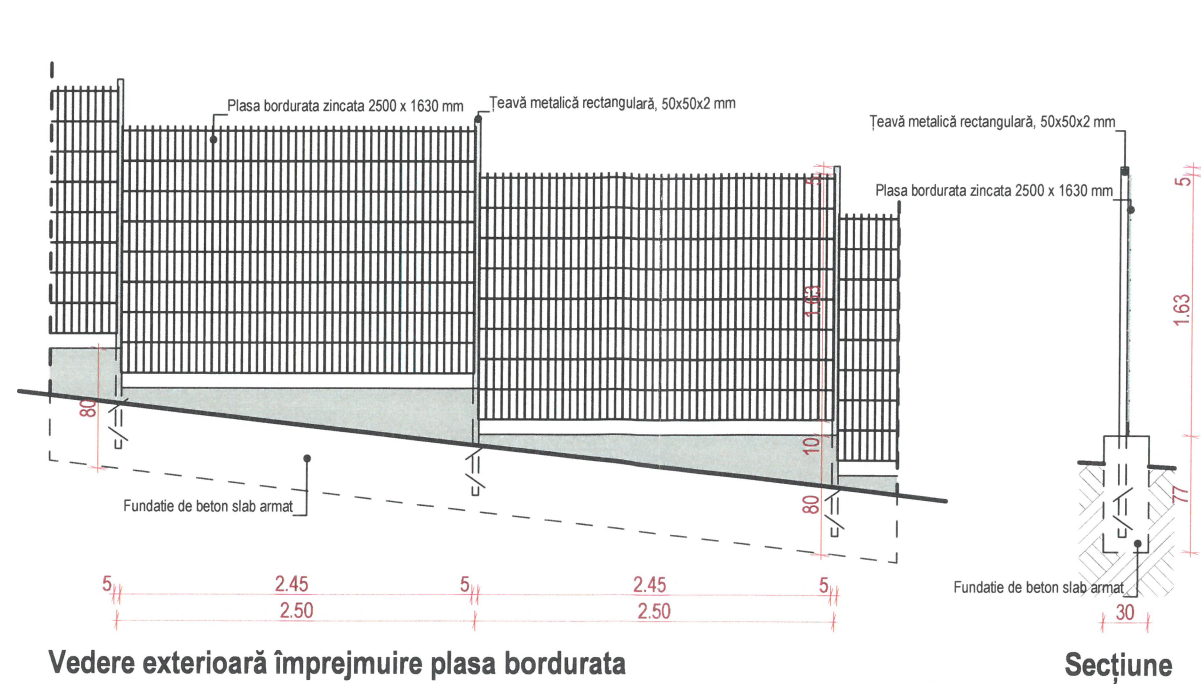 Plasa bordurata zincata 2500 x 1630 mm
Țeavă metalică rectangulară, 50x50x2 mm
5
1.63
10
80
80
Fundatie de beton slab armat
5 2.45 5 2.45 5
2.50 2.50
Vedere exterioară împrejmuire plasa bordurata
Țeavă metalică rectangulară, 50x50x2 mm
Plasa bordurata zincata 2500 x 1630 mm
5
1.63
77
Fundatie de beton slab armat
30
Secțiune